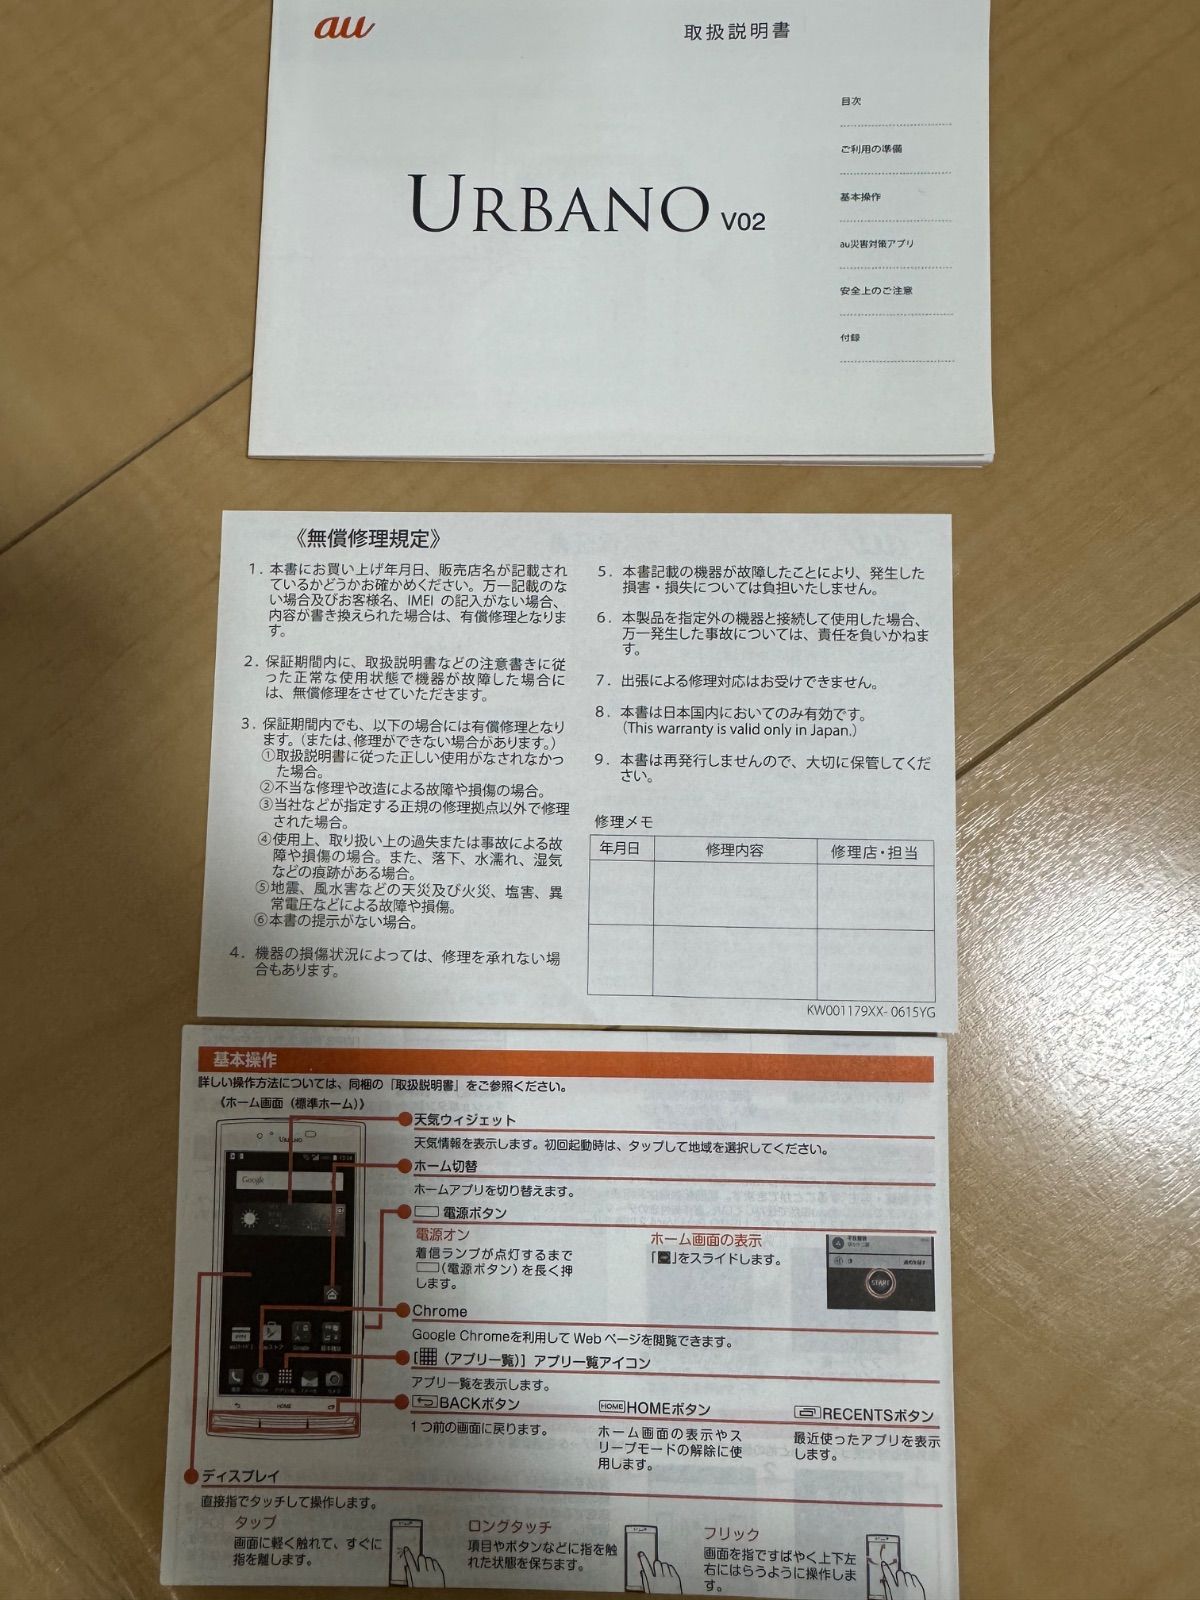 au
取扱説明書
URBANO V02
目次
ご利用の準備
基本操作
au災害対策アプリ
安全上のご注意
付録
《無償修理規定》
1. 本書にお買い上げ年月日、販売店名が記載され
ているかどうかお確かめください。万一記載のな
い場合及びお客様名、IMEI の記入がない場合、
内容が書き換えられた場合は、有償修理となりま
す。
2. 保証期間内に、取扱説明書などの注意書きに従
った正常な使用状態で機器が故障した場合に
は、無償修理をさせていただきます。
3. 保証期間内でも、以下の場合には有償修理となり
ます。(または、修理ができない場合があります。)
①取扱説明書に従った正しい使用がなされなかっ
た場合。
②不当な修理や改造による故障や損傷の場合。
③当社などが指定する正規の修理拠点以外で修理
された場合。
④使用上、取り扱い上の過失または事故による故
障や損傷の場合。また、落下、水濡れ、湿気
などの痕跡がある場合。
⑤地震、風水害などの天災及び火災、塩害、異
常電圧などによる故障や損傷。
⑥本書の提示がない場合。
4. 機器の損傷状況によっては、修理を承れない場
合もあります。
5. 本書記載の機器が故障したことにより、発生した
損害・損失については負担いたしません。
6. 本製品を指定外の機器と接続して使用した場合、
万一発生した事故については、責任を負いかねま
す。
7. 出張による修理対応はお受けできません。
8. 本書は日本国内においてのみ有効です。
(This warranty is valid only in Japan.)
9. 本書は再発行しませんので、大切に保管してくだ
さい。
修理メモ
年月日 修理内容 修理店・担当
KW001179XX- 0615YG
基本操作
詳しい操作方法については、同梱の『取扱説明書』をご参照ください。
《ホーム画面(標準ホーム)》
URBANO
Google
天気ウィジェット
天気情報を表示します。初回起動時は、タップして地域を選択してください。
ホーム切替
ホームアプリを切り替えます。
電源ボタン
電源オン
着信ランプが点灯するまで
(電源ボタン)を長く押
します。
ホーム画面の表示
「」をスライドします。
START
Chrome
Google Chromeを利用して Web ページを閲覧できます。
[(アプリ一覧)] アプリ一覧アイコン
アプリ一覧を表示します。
BACKボタン
1つ前の画面に戻ります。
HOME HOMEボタン
ホーム画面の表示やス
リープモードの解除に使
用します。
RECENTSボタン
最近使ったアプリを表示
します。
HOME
ディスプレイ
直接指でタッチして操作します。
タップ
画面に軽く触れて、すぐに
指を離します。
ロングタッチ
項目やボタンなどに指を触
れた状態を保ちます。
フリック
画面を指ですばやく上下左
右にはらうように操作しま
す。